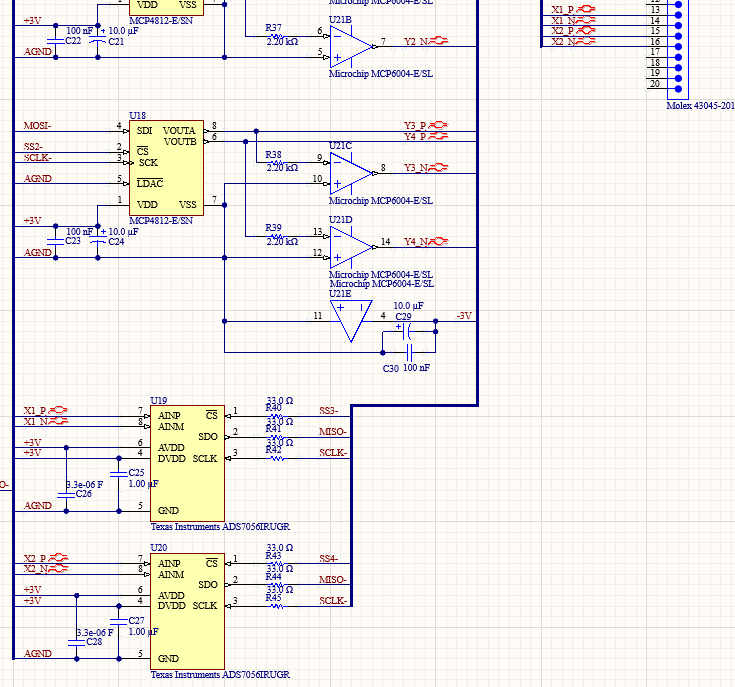 1 VDD VSS 7
MCP4812-E/SN
+3V
100 nF
C22
+ 10.0 µF
C21
AGND
R37
2.20 kΩ
U21B
6
5
7
Y2_N
Microchip MCP6004-E/SL
X1_P 13
X1_N 14
X2_P 15
X2_N 16
17
18
19
20
Molex 43045-201
U18
MOSI- 4 SDI VOUTA 8
VOUTB 6
SS2- 2 CS
SCLK- 3 SCK
AGND 5 LDAC
1 VDD VSS 7
MCP4812-E/SN
+3V
100 nF
C23
+ 10.0 µF
C24
AGND
Y3_P
Y4_P
U21C
R38
2.20 kΩ
9
10
8
Y3_N
Microchip MCP6004-E/SL
U21D
R39
2.20 kΩ
13
12
14
Y4_N
Microchip MCP6004-E/SL
Microchip MCP6004-E/SL
U21E
11
4
10.0 µF
C29
-3V
C30 100 nF
U19
X1_P 7 AINP CS 1
X1_N 8 AINM
SDO 2
+3V 6 AVDD
+3V 4 DVDD SCLK 3
33.0 Ω
R40
33.0 Ω
R41
33.0 Ω
R42
SS3-
MISO-
SCLK-
O-
3.3e-06 F
C26
C25
1.00 µF
AGND 5 GND
Texas Instruments ADS7056IRUGR
U20
X2_P 7 AINP CS 1
X2_N 8 AINM
SDO 2
+3V 6 AVDD
+3V 4 DVDD SCLK 3
33.0 Ω
R43
33.0 Ω
R44
33.0 Ω
R45
SS4-
MISO-
SCLK-
3.3e-06 F
C28
C27
1.00 µF
AGND 5 GND
Texas Instruments ADS7056IRUGR